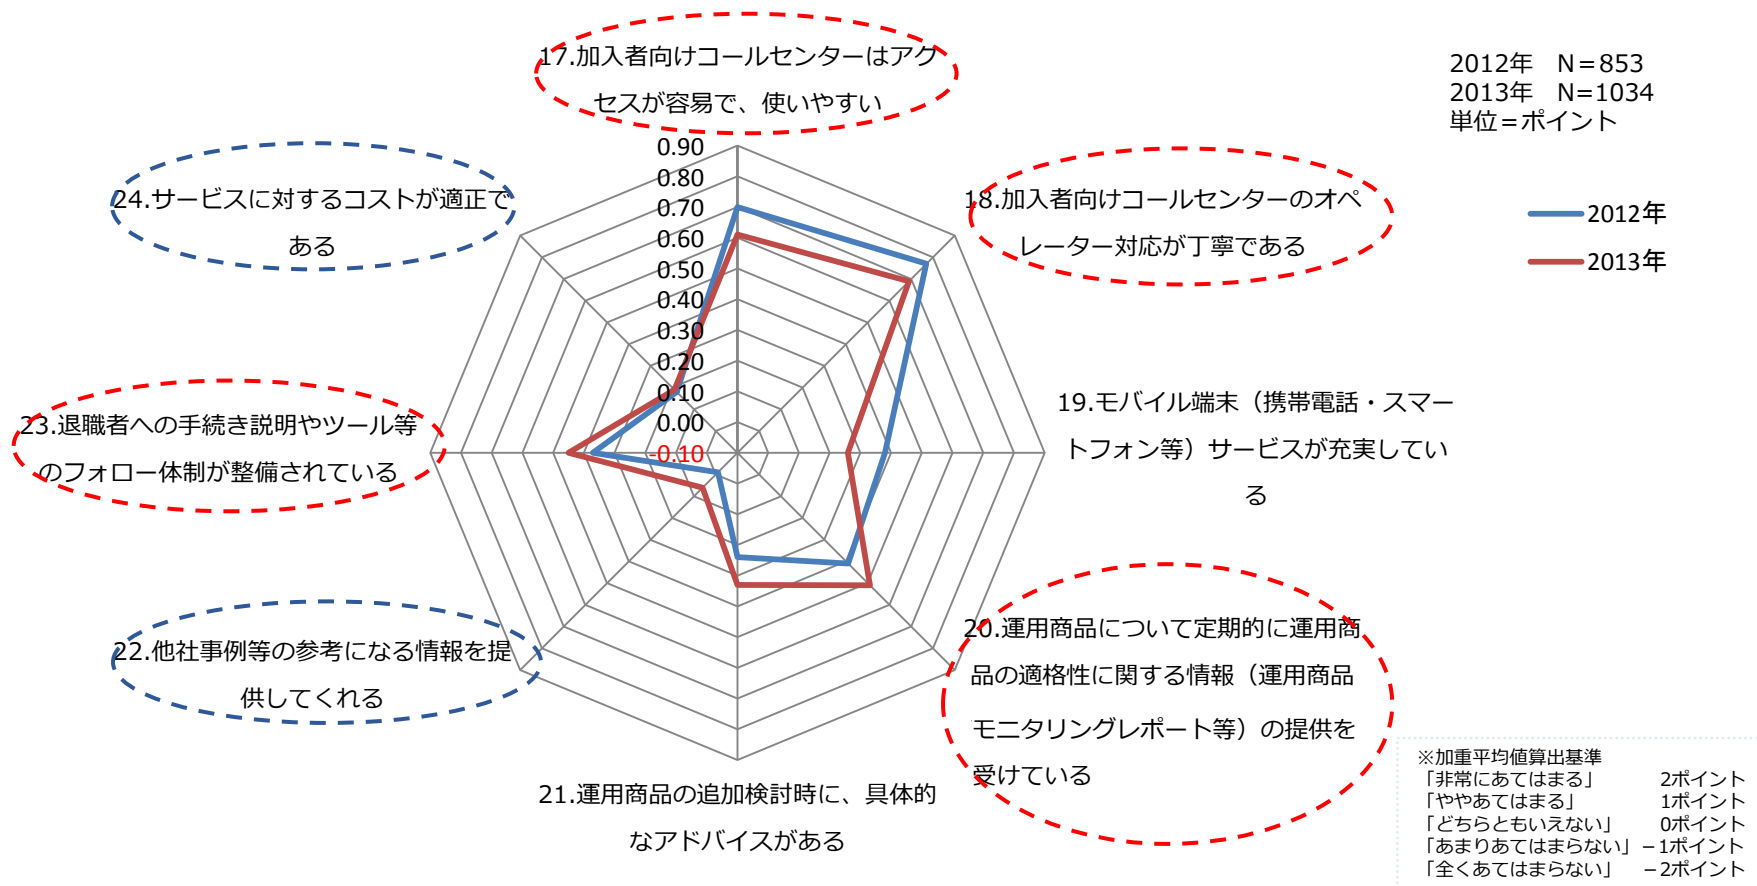 17.加入者向けコールセンターはアク
セスが容易で、使いやすい
2012年　N＝853
2013年　N=1034
単位＝ポイント
0.90
0.80
0.70
0.60
0.50
0.40
0.30
0.20
0.10
0.00
-0.10
24.サービスに対するコストが適正で
ある
18.加入者向けコールセンターのオペ
レーター対応が丁寧である
2012年
2013年
19.モバイル端末（携帯電話・スマー
トフォン等）サービスが充実してい
る
23.退職者への手続き説明やツール等
のフォロー体制が整備されている
20.運用商品について定期的に運用商
品の適格性に関する情報（運用商品
モニタリングレポート等）の提供を
受けている
22.他社事例等の参考になる情報を提
供してくれる
21.運用商品の追加検討時に、具体的
なアドバイスがある
※加重平均値算出基準
「非常にあてはまる」　2ポイント
「ややあてはまる」　1ポイント
「どちらともいえない」　0ポイント
「あまりあてはまらない」－1ポイント
「全くあてはまらない」　－2ポイント